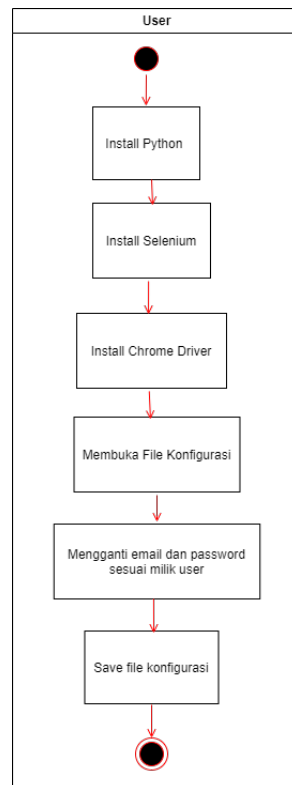 User
Install Python
Install Selenium
Install Chrome Driver
Membuka File Konfigurasi
Mengganti email dan password
sesuai milik user
Save file konfigurasi